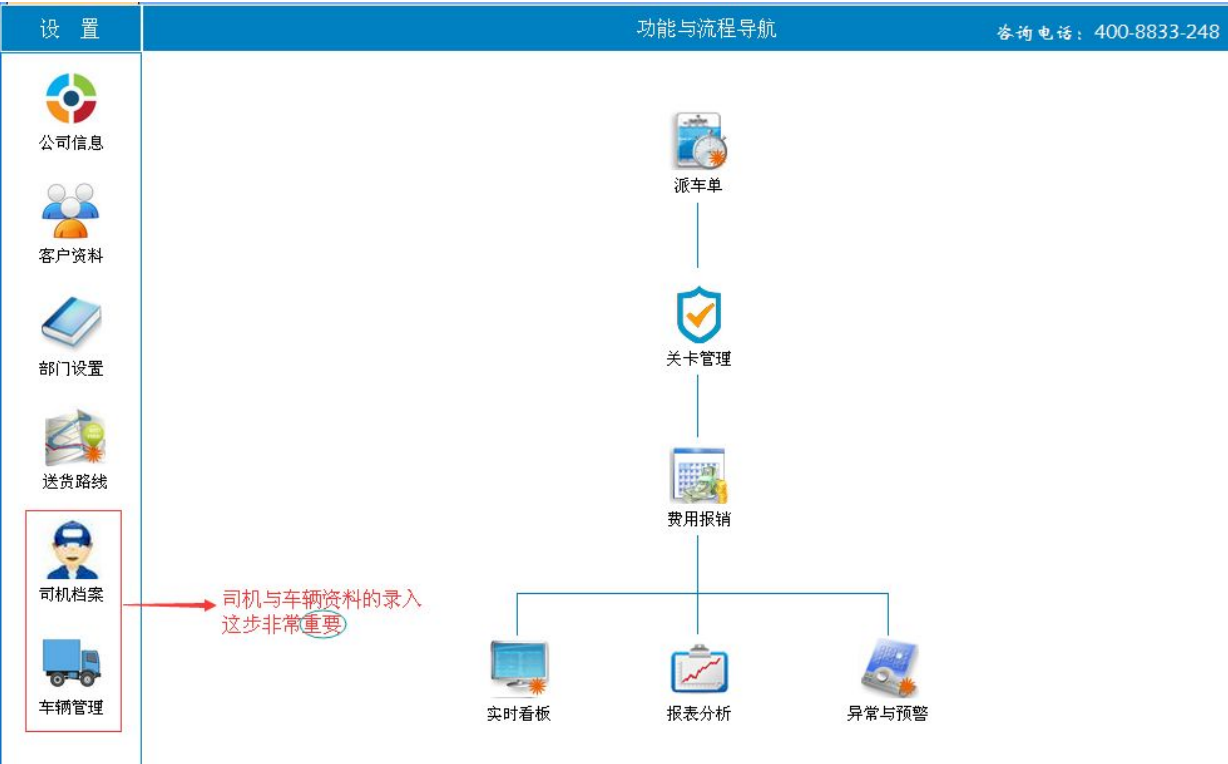 设 置
功能与流程导航
咨询电话：400-8833-248
公司信息
客户资料
部门设置
送货路线
司机档案
车辆管理
派车单
关卡管理
费用报销
司机与车辆资料的录入
这步非常重要
实时看板
报表分析
异常与预警